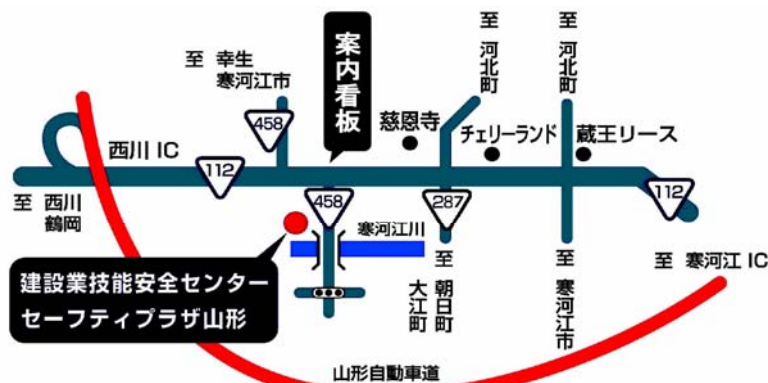 至 幸生
寒河江市
案内看板
至 河北町
至 河北町
458
慈恩寺
チェリーランド
蔵王リース
西川 IC
112
458
287
112
至 西川
鶴岡
寒河江川
建設業技能安全センター
セーフティプラザ山形
至 朝日町
大江町
至 寒河江市
至 寒河江 IC
山形自動車道